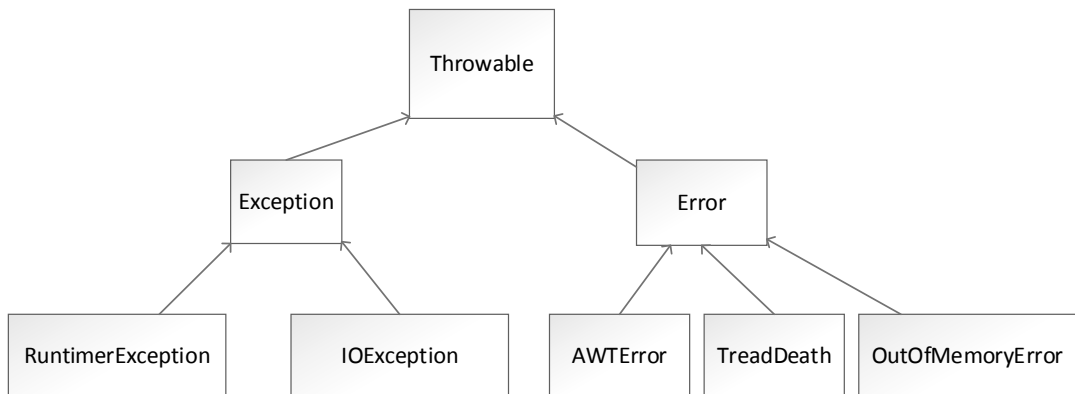 Throwable
Exception
Error
RuntimerException
IOException
AWTError
TreadDeath
OutOfMemoryError